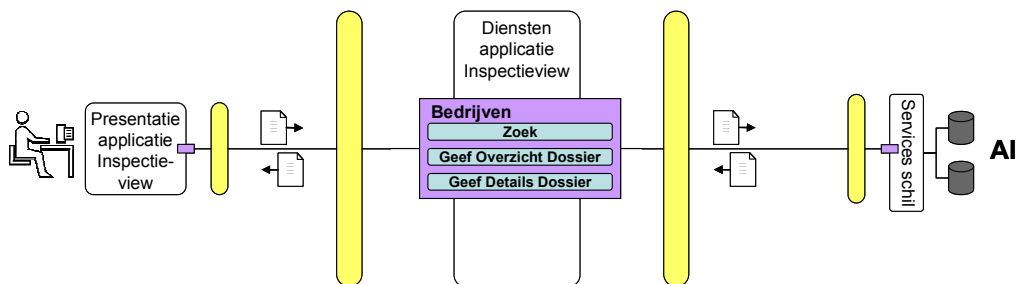 Diensten
applicatie
Inspectieview
Bedrijven
Zoek
Geef Overzicht Dossier
Geef Details Dossier
Presentatie
applicatie
Inspectie-
view
Services schil
AI